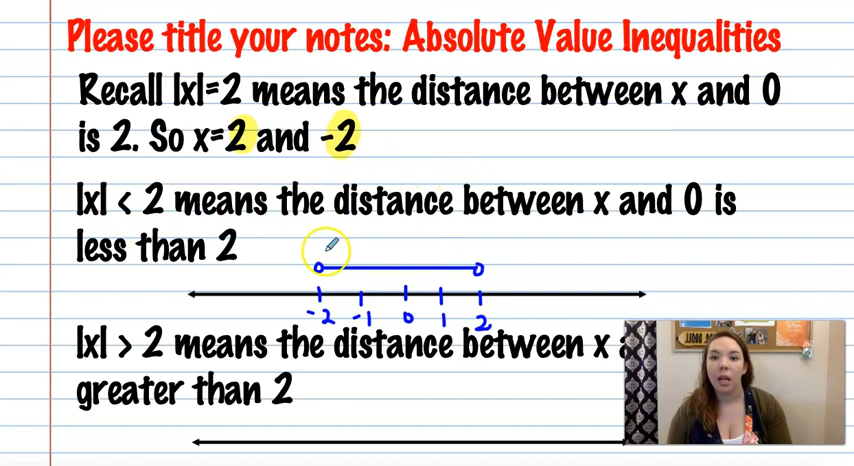 Please title your notes: Absolute Value Inequalities
Recall |x|=2 means the distance between x and 0
is 2. So x=2 and -2
|x| < 2 means the distance between x and 0 is
less than 2
-2 -1 0 1 2
|x| > 2 means the distance between x
greater than 2